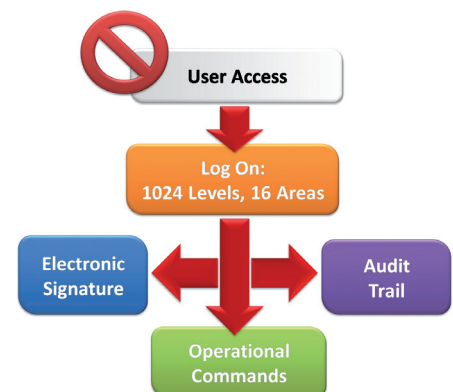 User Access
Log On:
1024 Levels, 16 Areas
Electronic
Signature
Audit
Trail
Operational
Commands